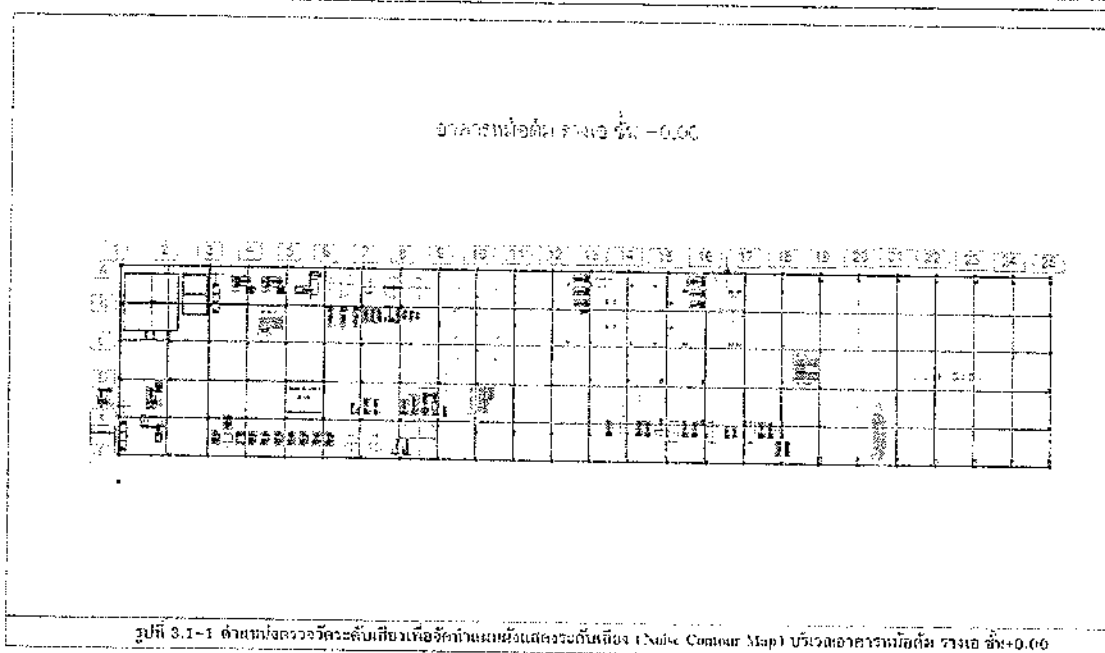 อาคารหม้อต้ม รางเอ ชั้น +0.00
1 2 3 4 5 6 7 8 9 10 11 12 13 14 15 16 17 18 19 20 21 22 23 24 25
รูปที่ 3.1-1 ตำแหน่งตรวจวัดระดับเสียงเพื่อจัดทำแผนผังแสดงระดับเสียง (Noise Contour Map) บริเวณอาคารหม้อต้ม รางเอ ชั้น+0.00